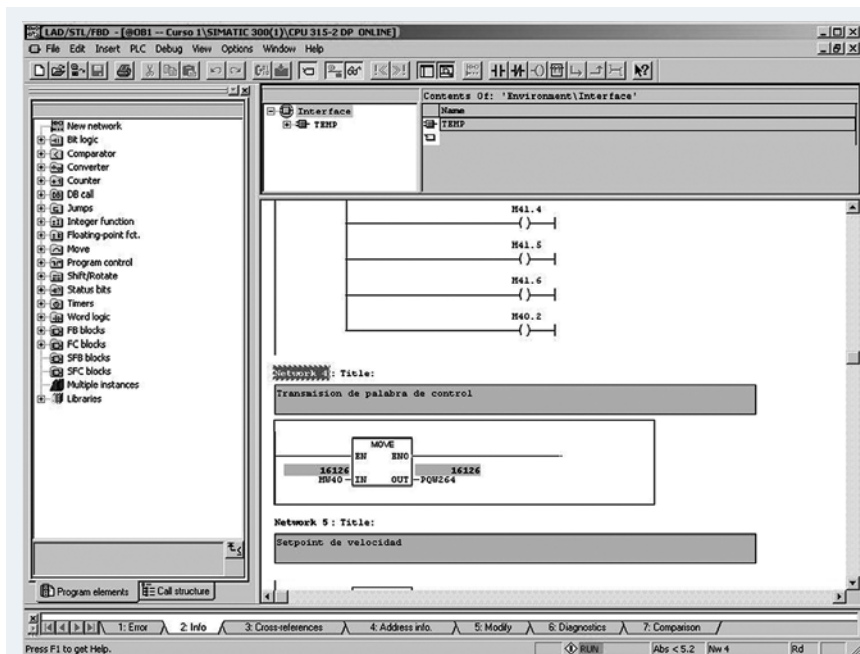 LAD/STL/FBD - [@OB1 -- Curso 1\SIMATIC 300(1)\CPU 315-2 DP ONLINE]
File Edit Insert PLC Debug View Options Window Help
New network
Bit logic
Comparator
Converter
Counter
DB call
Jumps
Integer function
Floating-point fct.
Move
Program control
Shift/Rotate
Status bits
Timers
Word logic
FB blocks
FC blocks
SFB blocks
SFC blocks
Multiple instances
Libraries
Program elements
Call structure
Interface
TEMP
Contents Of: 'Environment\Interface'
Name
TEMP
M41.4
M41.5
M41.6
M40.2
Network 4: Title:
Transmision de palabra de control
MOVE
EN ENO
16126 16126
MW40 IN OUT PQW264
Network 5 : Title:
Setpoint de velocidad
1: Error 2: Info 3: Cross-references 4: Address info. 5: Modify 6: Diagnostics 7: Comparison
Press F1 to get Help. RUN Abs < 5.2 Nw 4 Rd